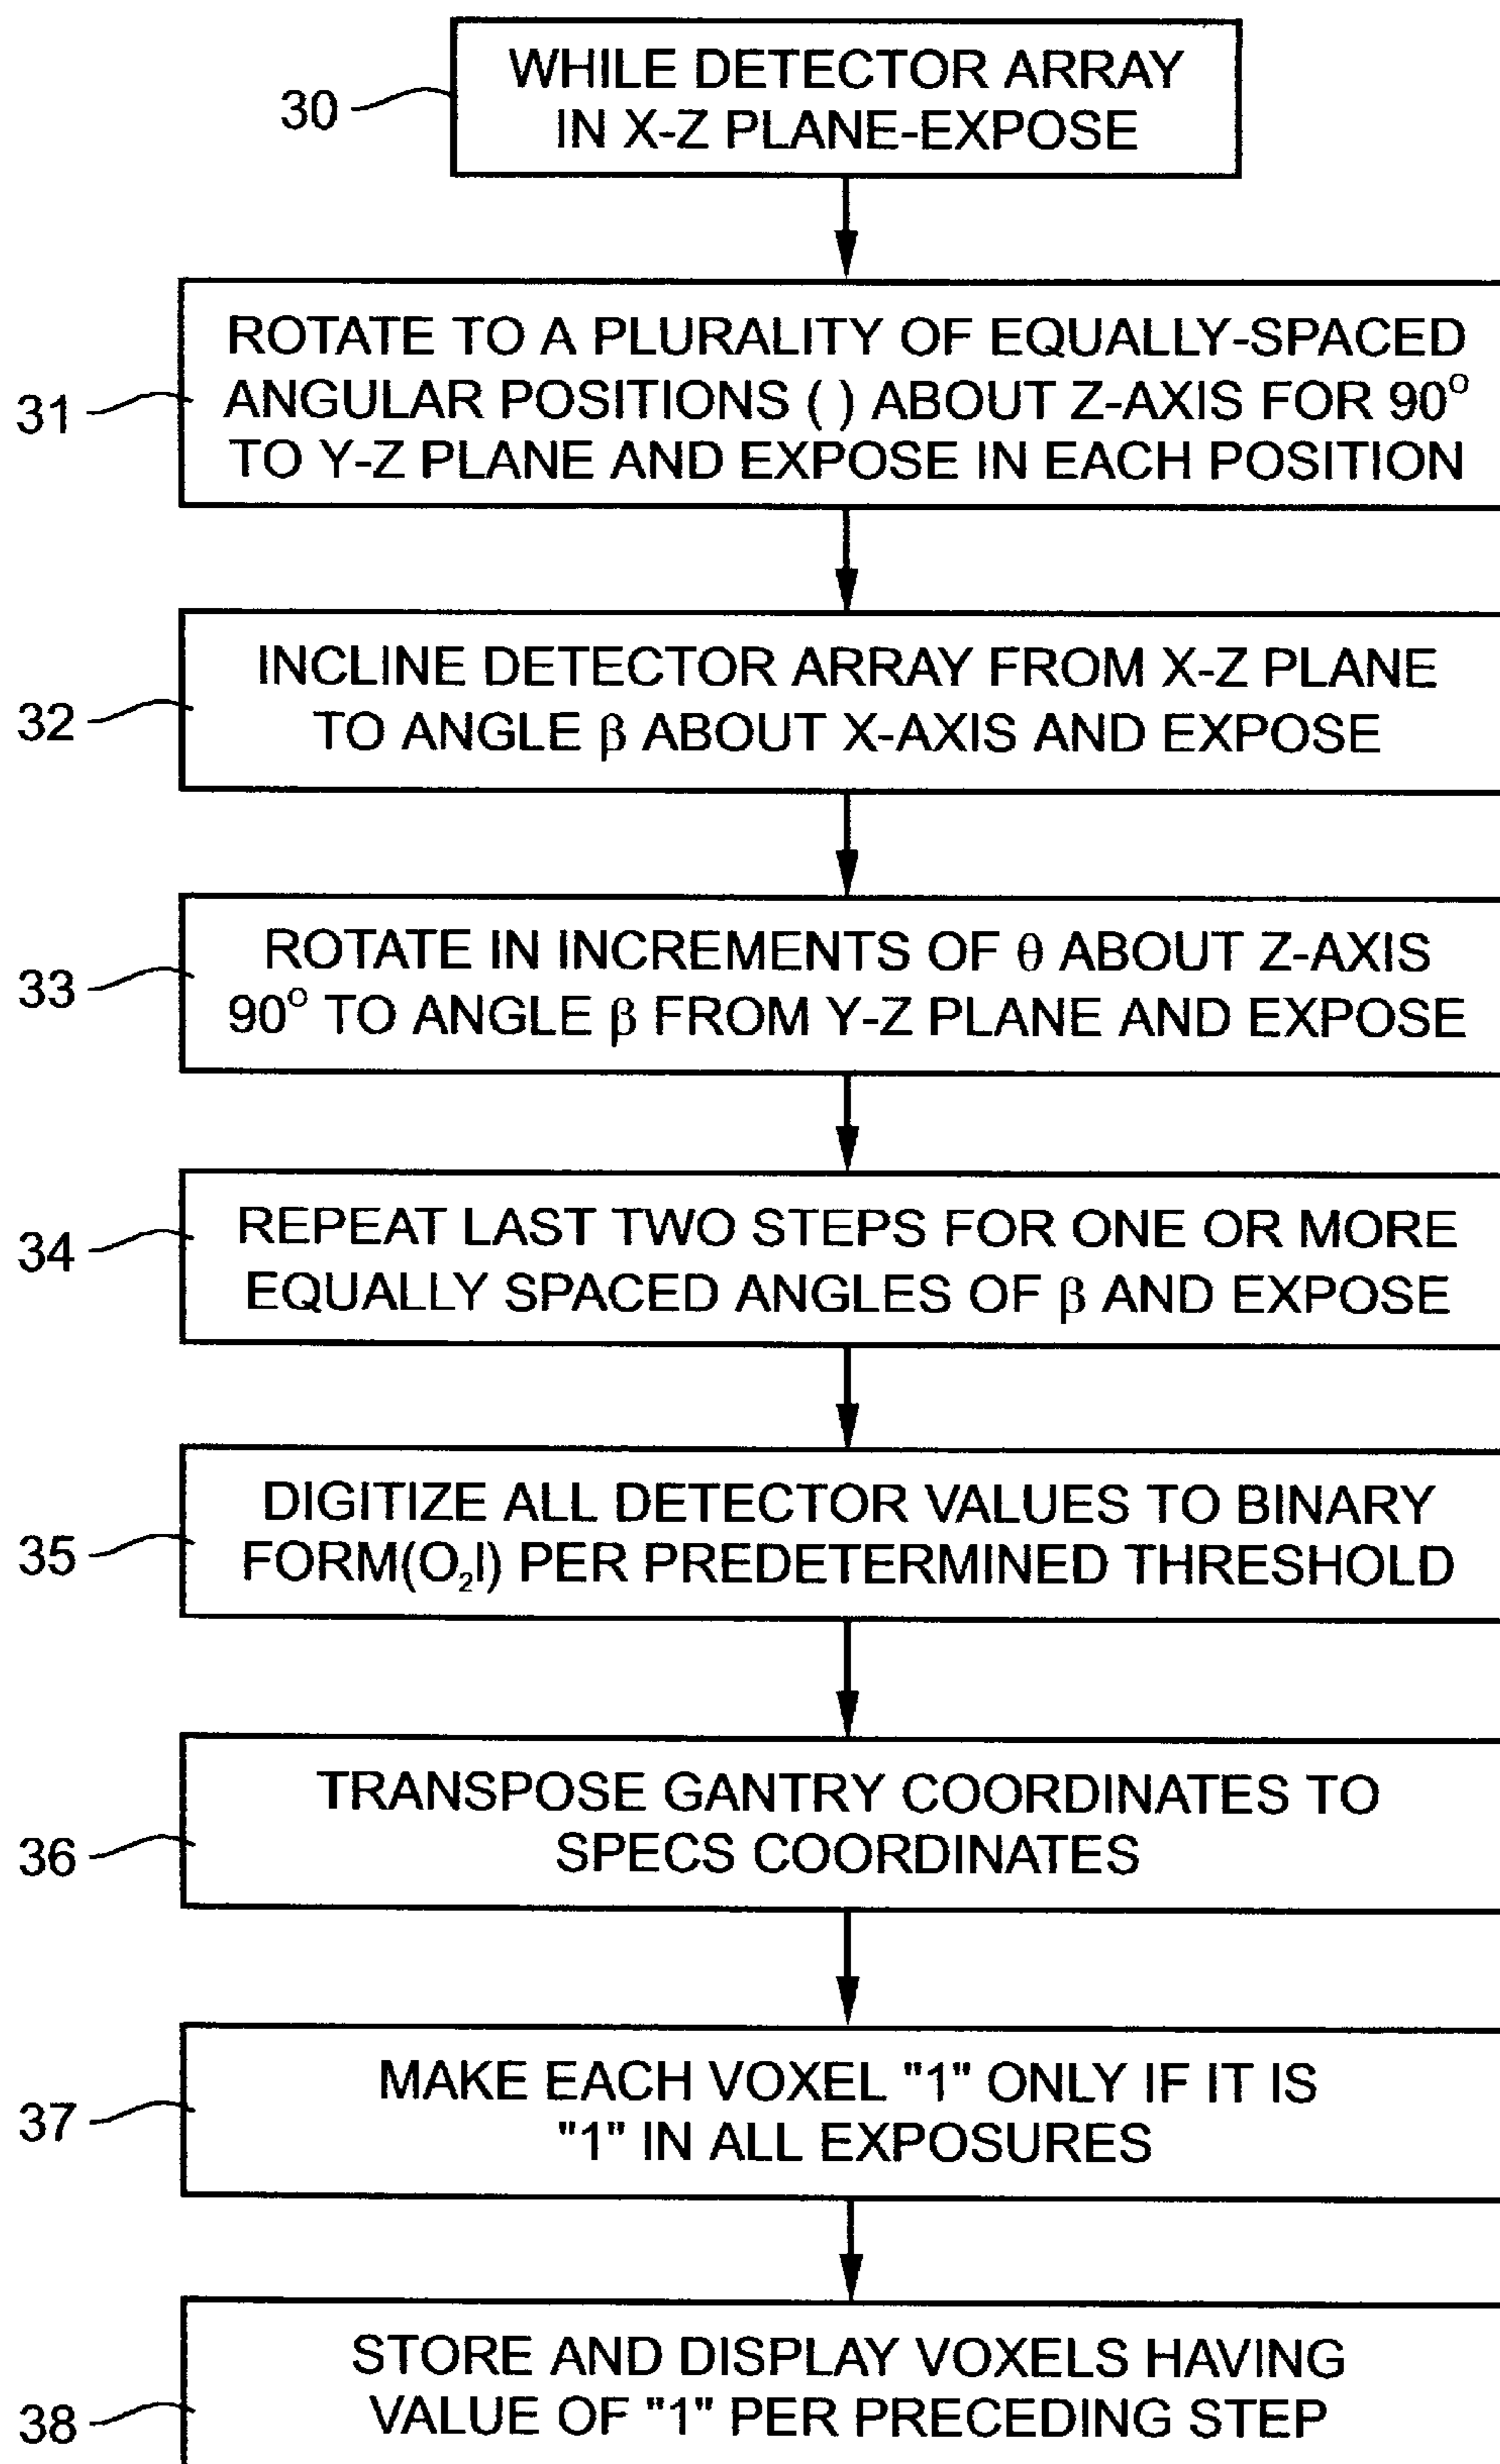 30
WHILE DETECTOR ARRAY
IN X-Z PLANE-EXPOSE
31
ROTATE TO A PLURALITY OF EQUALLY-SPACED
ANGULAR POSITIONS ( ) ABOUT Z-AXIS FOR 90°
TO Y-Z PLANE AND EXPOSE IN EACH POSITION
32
INCLINE DETECTOR ARRAY FROM X-Z PLANE
TO ANGLE β ABOUT X-AXIS AND EXPOSE
33
ROTATE IN INCREMENTS OF θ ABOUT Z-AXIS
90° TO ANGLE β FROM Y-Z PLANE AND EXPOSE
34
REPEAT LAST TWO STEPS FOR ONE OR MORE
EQUALLY SPACED ANGLES OF β AND EXPOSE
35
DIGITIZE ALL DETECTOR VALUES TO BINARY
FORM(O₂I) PER PREDETERMINED THRESHOLD
36
TRANSPOSE GANTRY COORDINATES TO
SPECS COORDINATES
37
MAKE EACH VOXEL "1" ONLY IF IT IS
"1" IN ALL EXPOSURES
38
STORE AND DISPLAY VOXELS HAVING
VALUE OF "1" PER PRECEDING STEP